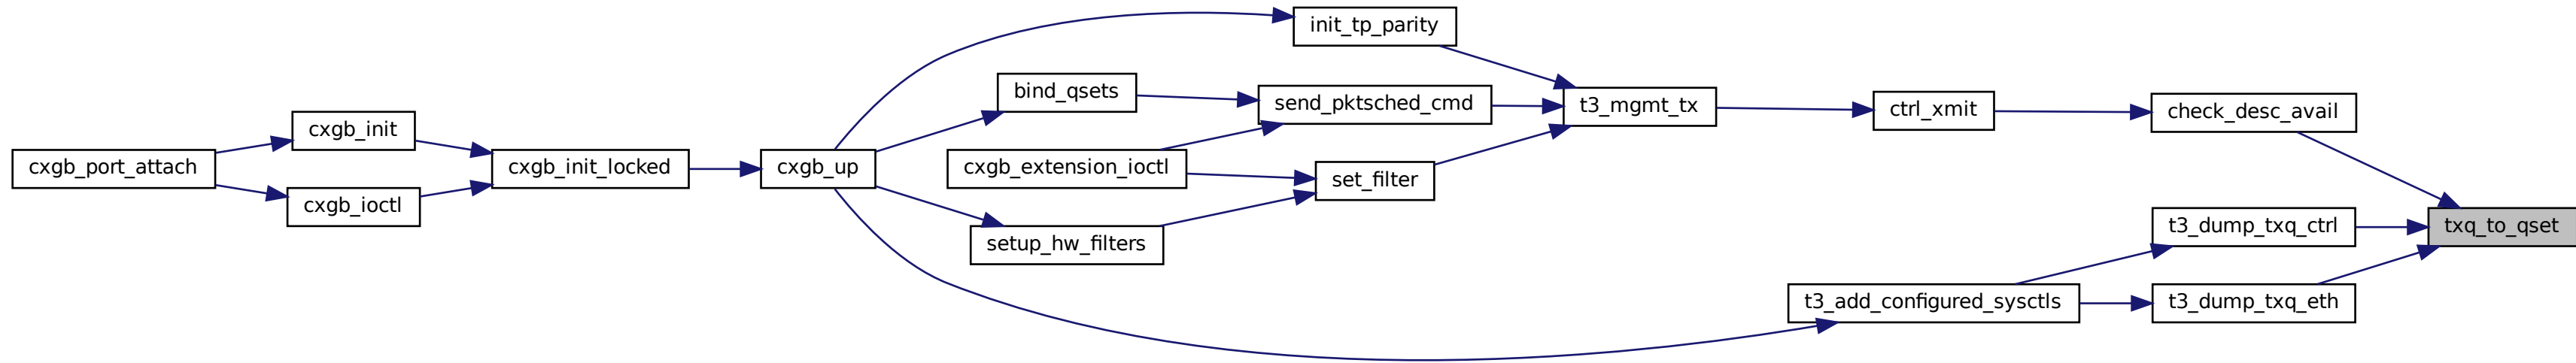 cxgb_port_attach
cxgb_init
cxgb_ioctl
cxgb_init_locked
cxgb_up
init_tp_parity
bind_qsets
cxgb_extension_ioctl
setup_hw_filters
send_pktsched_cmd
set_filter
t3_mgmt_tx
ctrl_xmit
t3_add_configured_sysctls
check_desc_avail
t3_dump_txq_ctrl
t3_dump_txq_eth
txq_to_qset